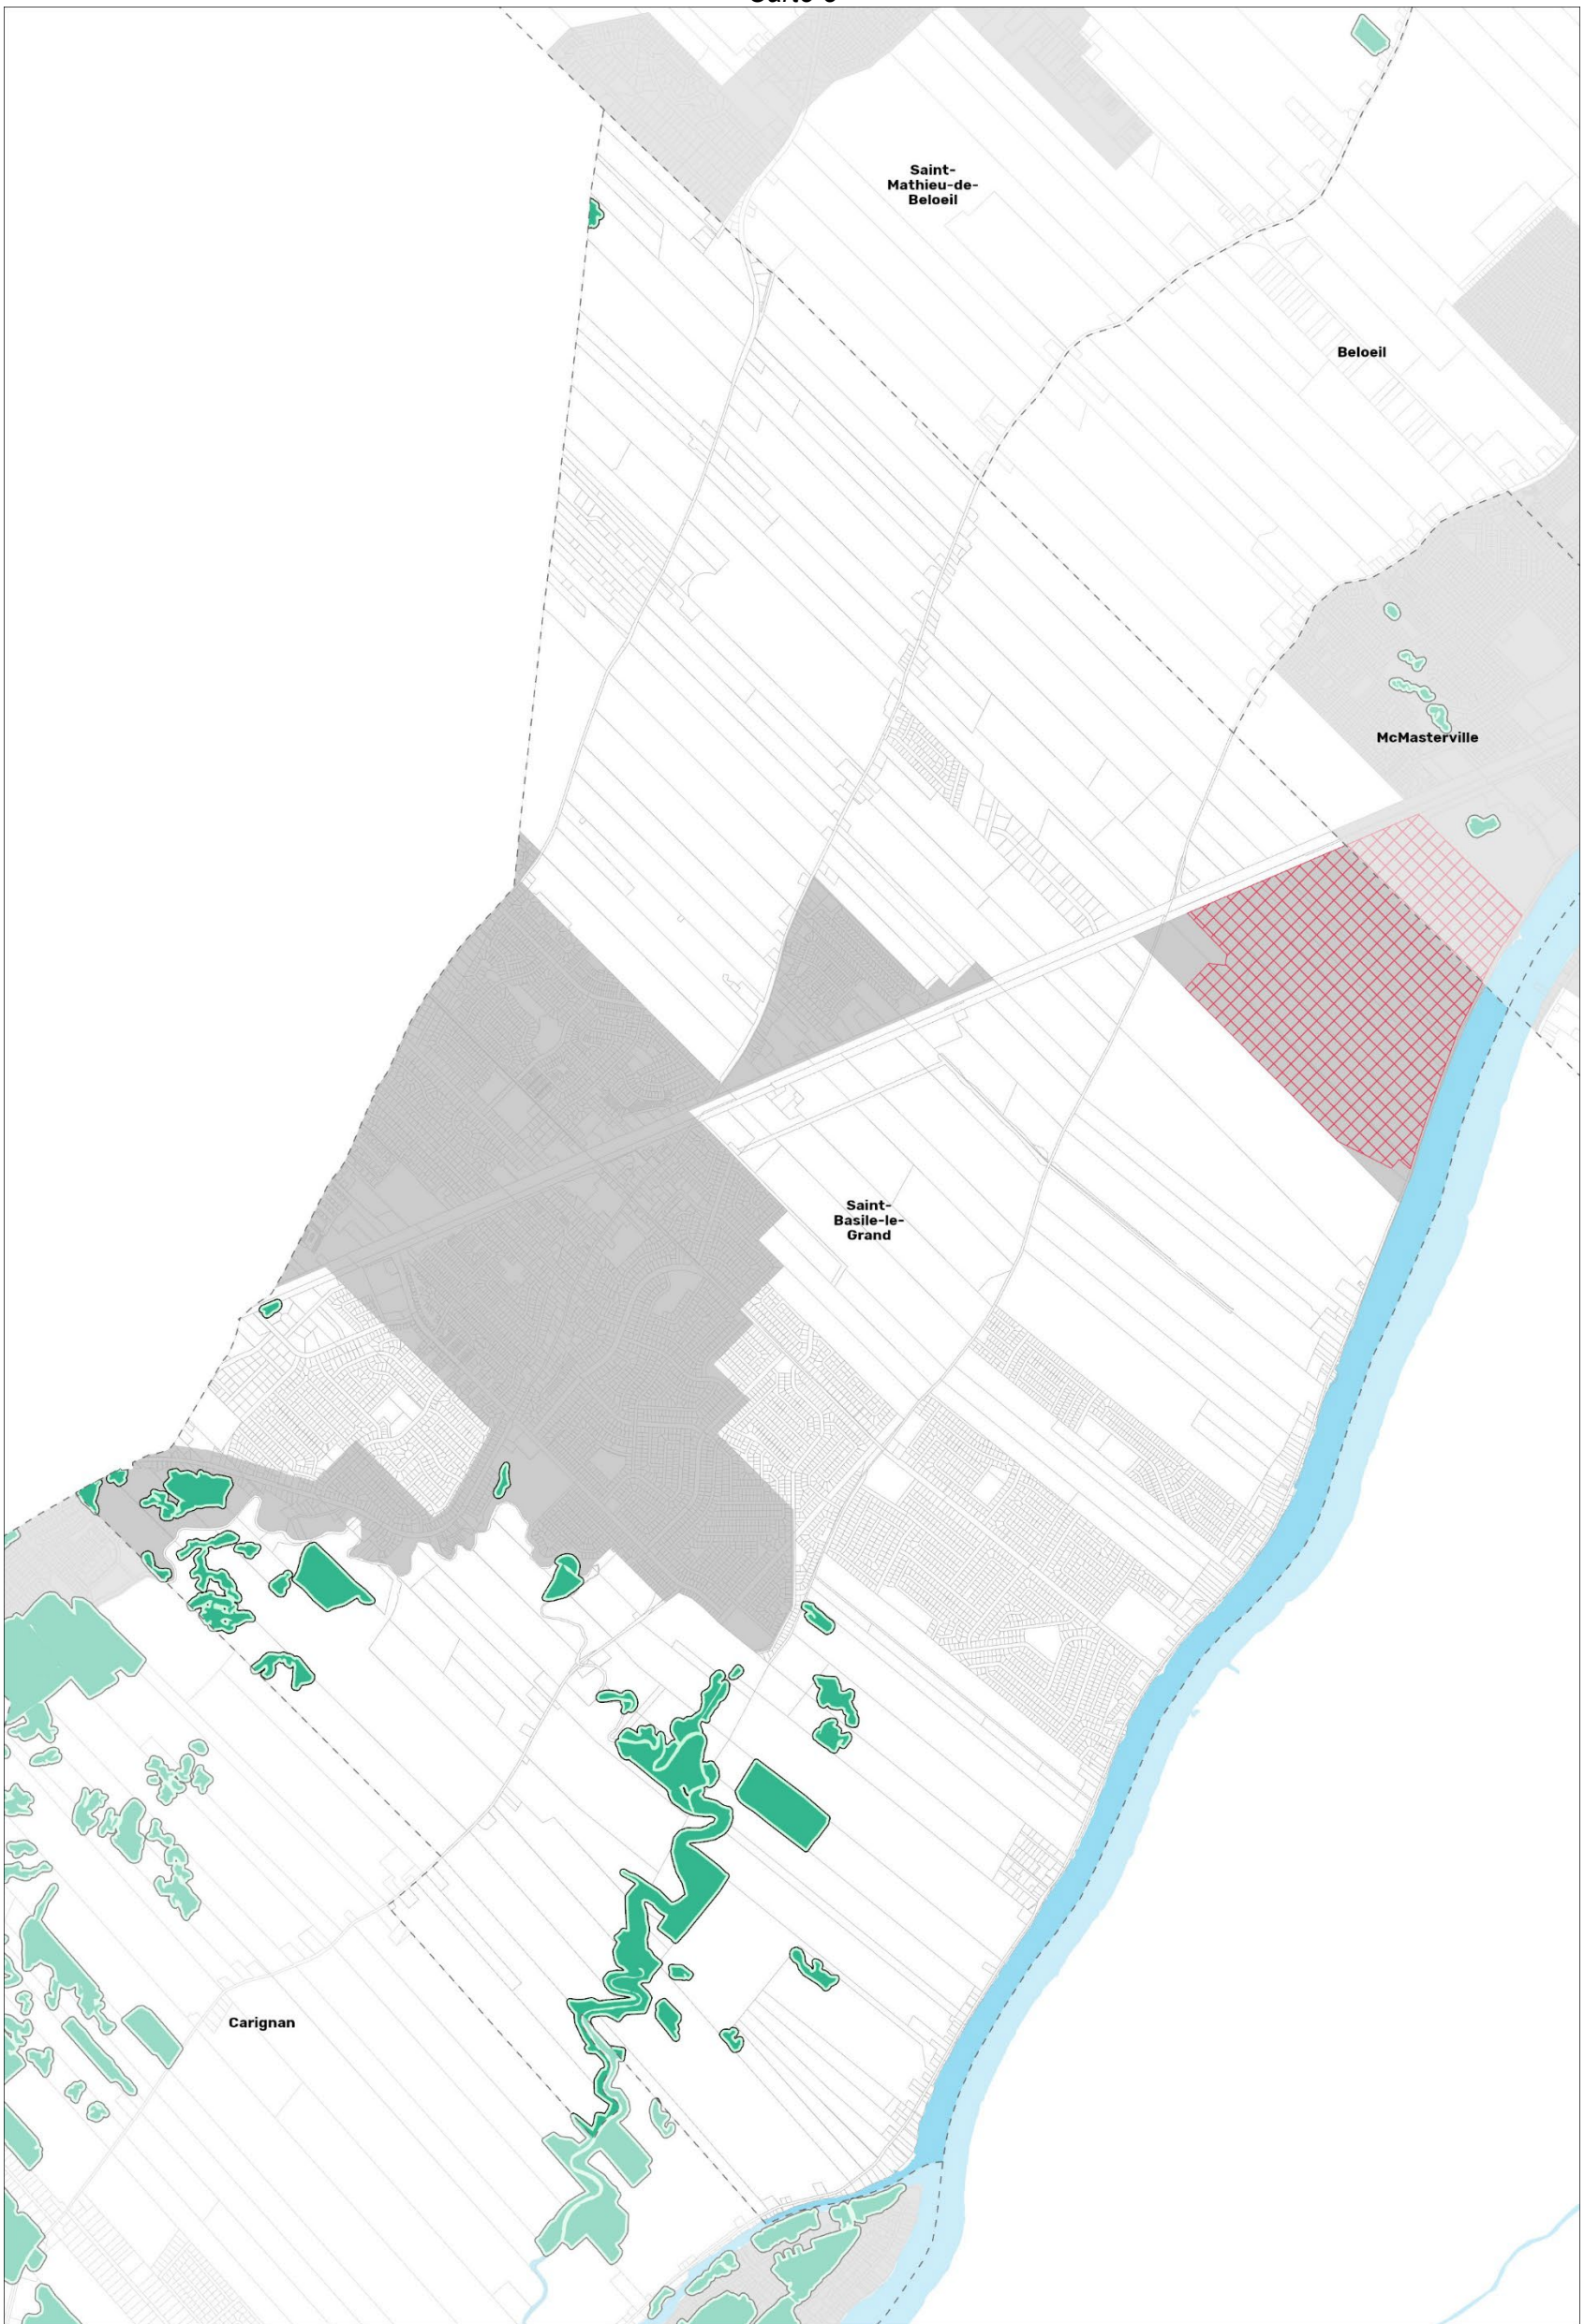 Saint-
Mathieu-de-
Beloeil
Beloeil
McMasterville
Saint-
Basile-le-
Grand
Carignan